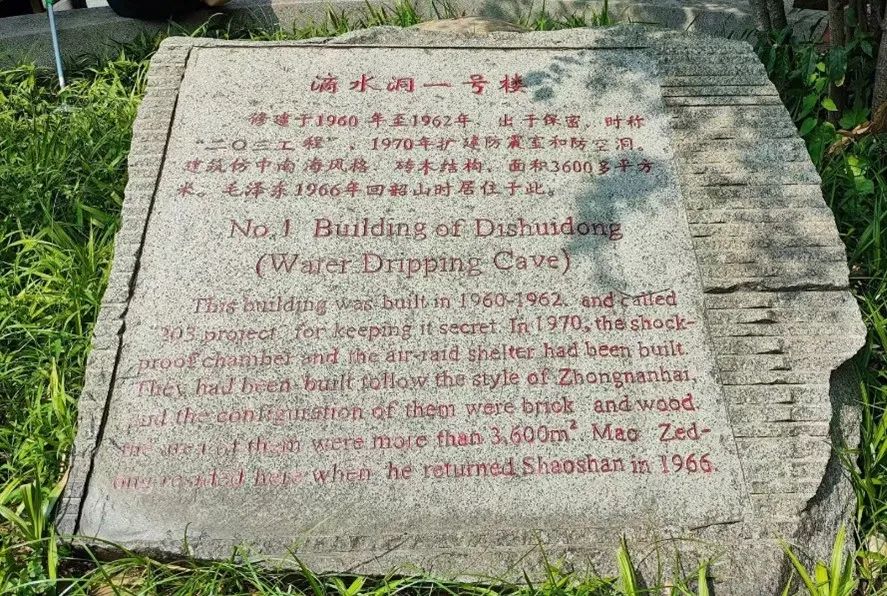 滴水洞一号楼
修建于1960年至1962年，出于保密，时称
“二〇三工程”，1970年扩建防震室和防空洞。
建筑仿中南海风格，砖木结构，面积3600多平方
米。毛泽东1966年回韶山时居住于此。
No.1 Building of Dishuidong
(Water Dripping Cave)
This building was built in 1960-1962, and called
"203 project" for keeping it secret. In 1970, the shock-
proof chamber and the air-raid shelter had been built.
They had been built follow the style of Zhongnanhai,
and the configuration of them were brick and wood.
the area of them were more than 3,600m². Mao Zed-
ong resided here when he returned Shaoshan in 1966.